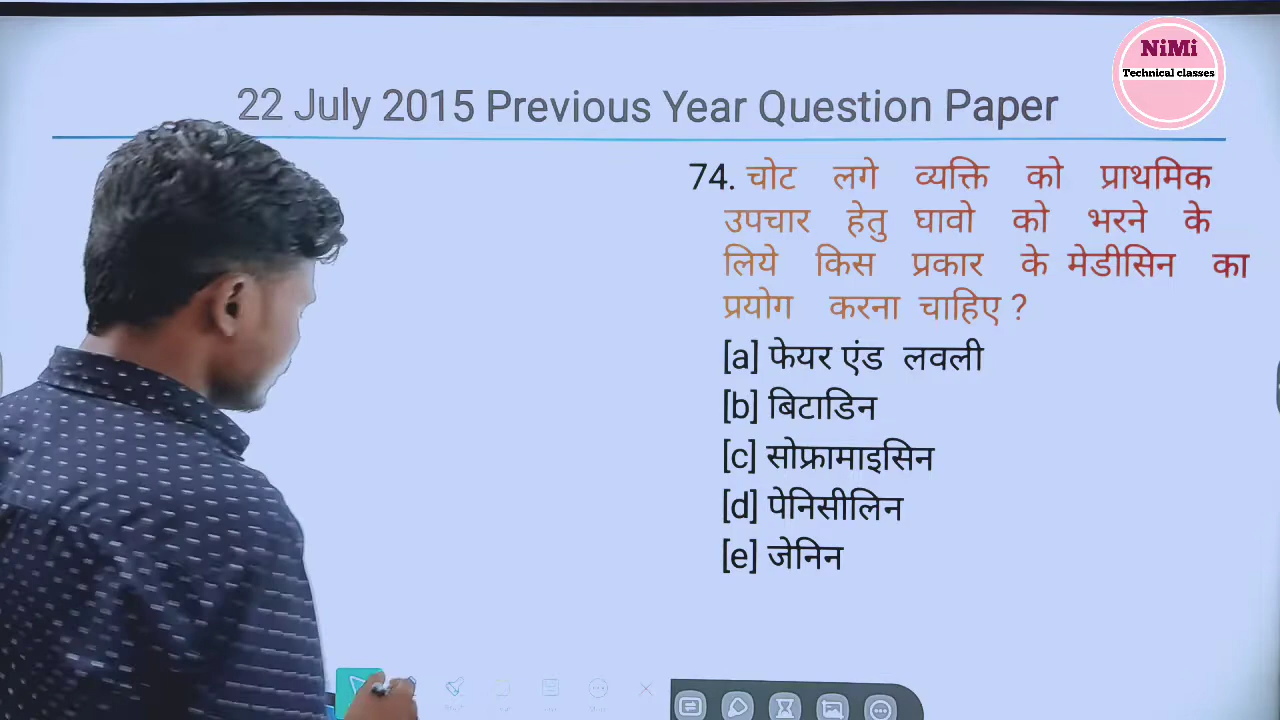 NiMi
Technical classes
22 July 2015 Previous Year Question Paper
74. चोट लगे व्यक्ति को प्राथमिक
उपचार हेतु घावो को भरने के
लिये किस प्रकार के मेडीसिन का
प्रयोग करना चाहिए ?
[a] फेयर एंड लवली
[b] बिटाडिन
[c] सोफ्रामाइसिन
[d] पेनिसीलिन
[e] जेनिन